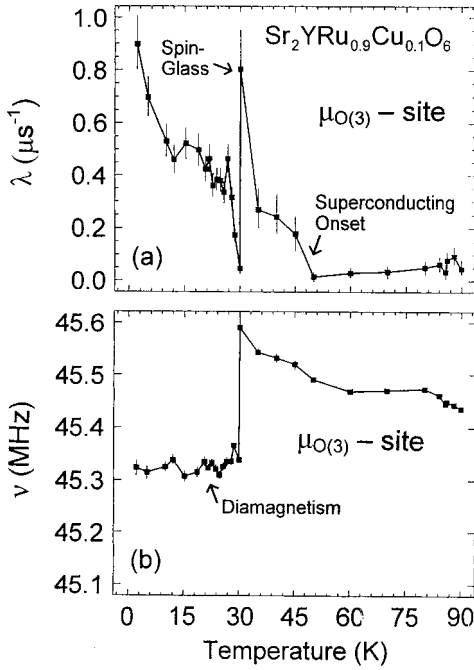 Sr2YRu0.9Cu0.1O6
Spin-
Glass
μO(3) – site
Superconducting
Onset
λ (μs-1)
1.0
0.8
0.6
0.4
0.2
0.0
(a)
45.6
45.5
45.4
45.3
45.2
45.1
ν (MHz)
μO(3) – site
Diamagnetism
(b)
0 15 30 45 60 75 90
Temperature (K)